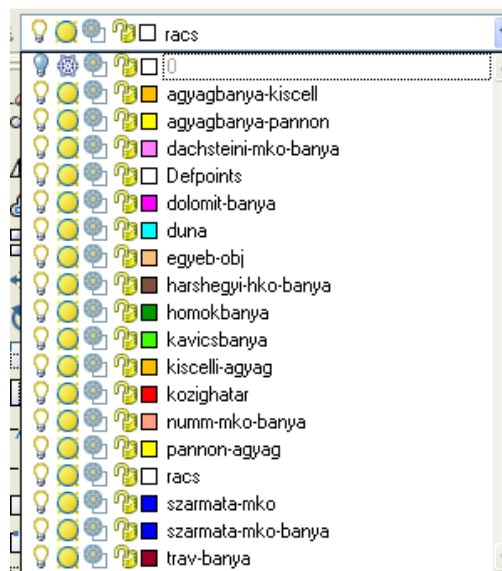 racs
0
agyagbanya-kiscell
agyagbanya-pannon
dachsteini-mko-banya
Defpoints
dolomit-banya
duna
egyeb-obj
harshegyi-hko-banya
homokbanya
kavicsbanya
kiscelli-agyag
kozighatar
numm-mko-banya
pannon-agyag
racs
szarmata-mko
szarmata-mko-banya
trav-banya